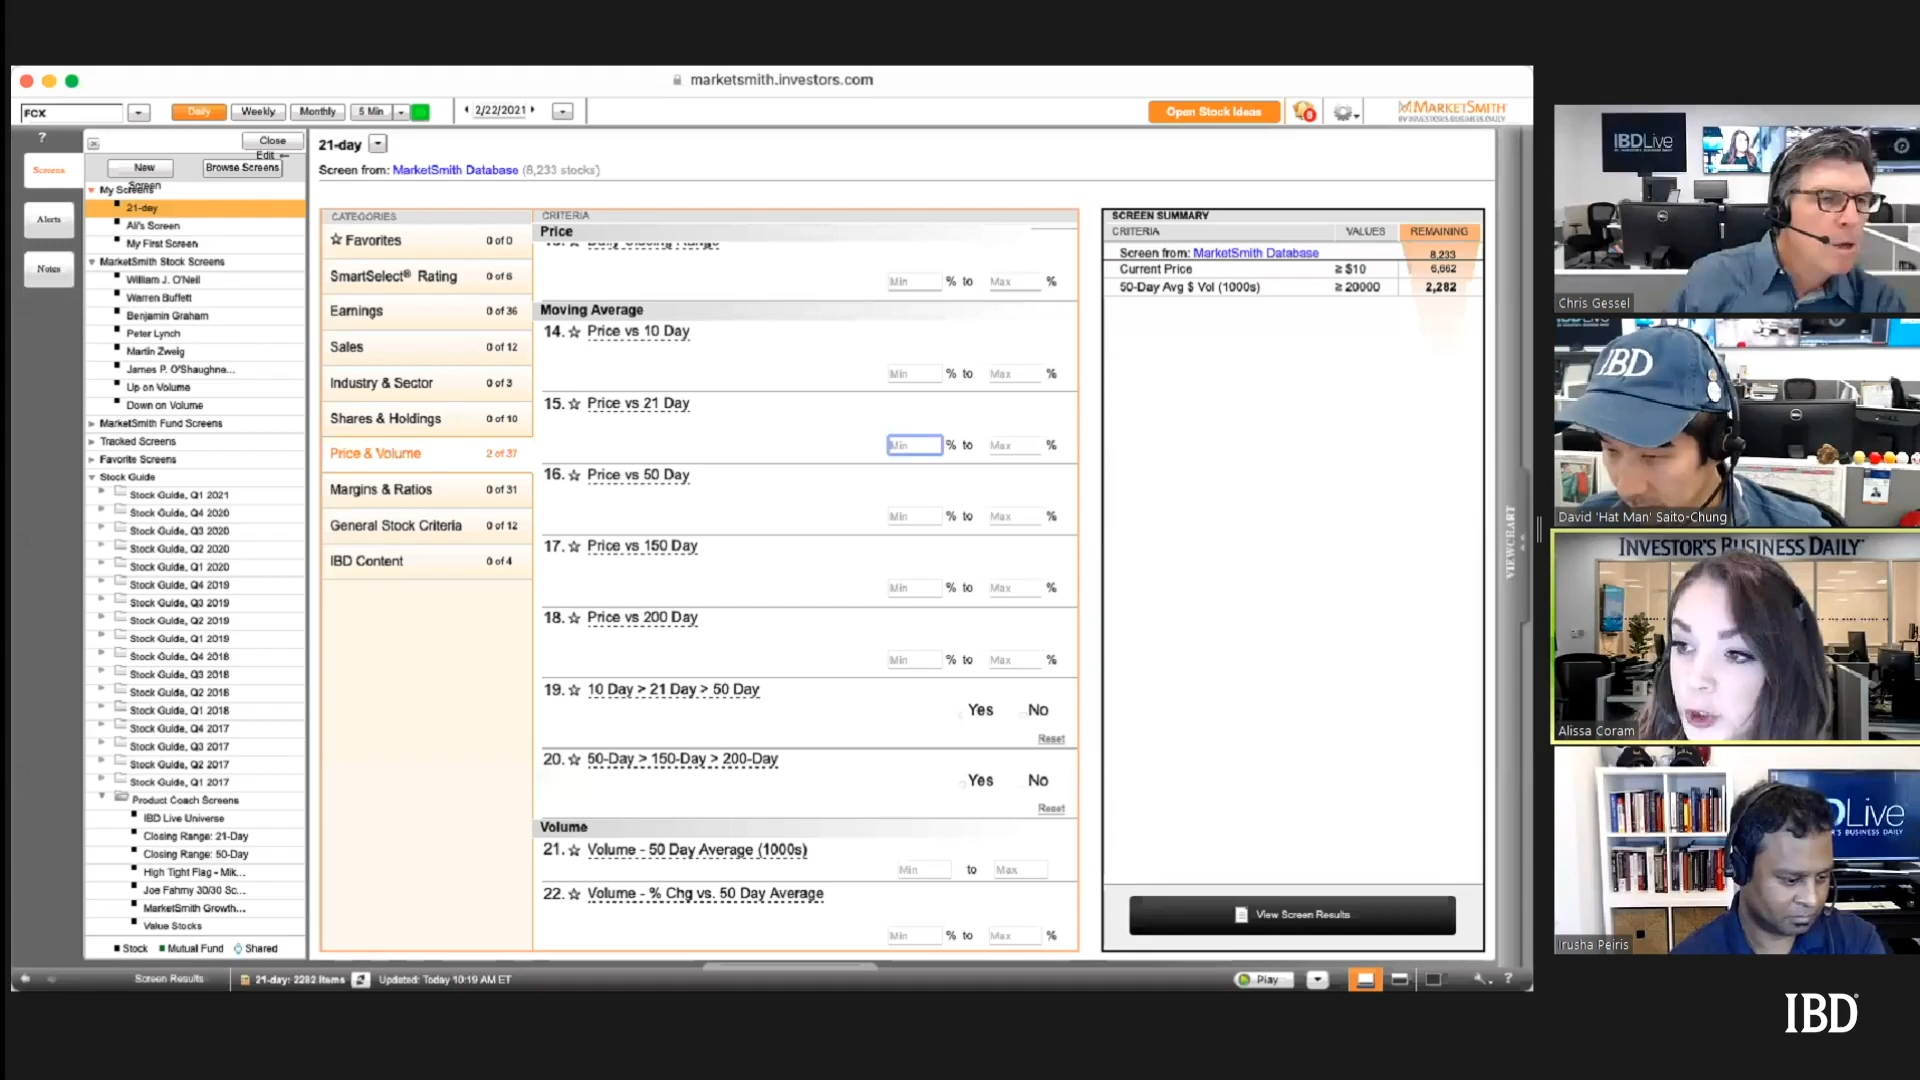 marketsmith.investors.com
FCX
Daily
Weekly
Monthly
5 Min
2/22/2021
Open Stock Ideas
MARKETSMITH
BY INVESTOR'S BUSINESS DAILY
?
Screens
Alerts
Notes
Close
Edit
New
Screen
Browse Screens
My Screens
21-day
Ali's Screen
My First Screen
MarketSmith Stock Screens
William J. O'Neil
Warren Buffett
Benjamin Graham
Peter Lynch
Martin Zweig
James P. O'Shaughne...
Up on Volume
Down on Volume
MarketSmith Fund Screens
Tracked Screens
Favorite Screens
Stock Guide
Stock Guide, Q1 2021
Stock Guide, Q4 2020
Stock Guide, Q3 2020
Stock Guide, Q2 2020
Stock Guide, Q1 2020
Stock Guide, Q4 2019
Stock Guide, Q3 2019
Stock Guide, Q2 2019
Stock Guide, Q1 2019
Stock Guide, Q4 2018
Stock Guide, Q3 2018
Stock Guide, Q2 2018
Stock Guide, Q1 2018
Stock Guide, Q4 2017
Stock Guide, Q3 2017
Stock Guide, Q2 2017
Stock Guide, Q1 2017
Product Coach Screens
IBD Live Universe
Closing Range: 21-Day
Closing Range: 50-Day
High Tight Flag - Mik...
Joe Fahmy 30/30 Sc...
MarketSmith Growth...
Value Stocks
Stock Mutual Fund Shared
21-day
Screen from: MarketSmith Database (8,233 stocks)
CATEGORIES
Favorites 0 of 0
SmartSelect® Rating 0 of 6
Earnings 0 of 36
Sales 0 of 12
Industry & Sector 0 of 3
Shares & Holdings 0 of 10
Price & Volume 2 of 37
Margins & Ratios 0 of 31
General Stock Criteria 0 of 12
IBD Content 0 of 4
CRITERIA
Price
Daily Closing Range
Min % to Max %
Moving Average
14. Price vs 10 Day
Min % to Max %
15. Price vs 21 Day
Min % to Max %
16. Price vs 50 Day
Min % to Max %
17. Price vs 150 Day
Min % to Max %
18. Price vs 200 Day
Min % to Max %
19. 10 Day > 21 Day > 50 Day
Yes No
Reset
20. 50-Day > 150-Day > 200-Day
Yes No
Reset
Volume
21. Volume - 50 Day Average (1000s)
Min to Max
22. Volume - % Chg vs. 50 Day Average
Min % to Max %
SCREEN SUMMARY
CRITERIA VALUES REMAINING
Screen from: MarketSmith Database 8,233
Current Price ≥ $10 6,662
50-Day Avg $ Vol (1000s) ≥ 20000 2,282
View Screen Results
VIEW CHART
Screen Results
21-day: 2282 items
Updated: Today 10:19 AM ET
Play
?
IBDLive
Chris Gessel
IBD
David 'Hat Man' Saito-Chung
INVESTOR'S BUSINESS DAILY
Alissa Coram
DLive
R'S BUSINESS DAILY
Irusha Peiris
IBD